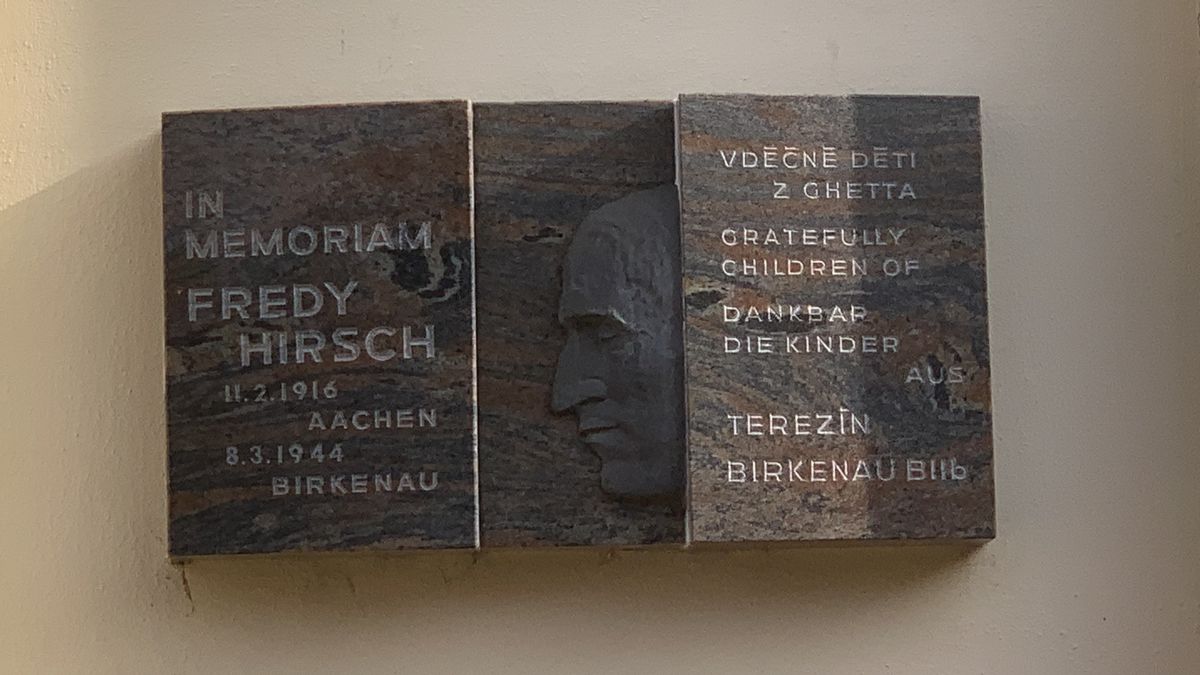 IN
MEMORIAM
FREDY
HIRSCH
11.2.1916
AACHEN
8.3.1944
BIRKENAU
VDĚČNĚ DĚTI
Z GHETTA
GRATEFULLY
CHILDREN OF
DANKBAR
DIE KINDER
AUS
TEREZÍN
BIRKENAU BIIb